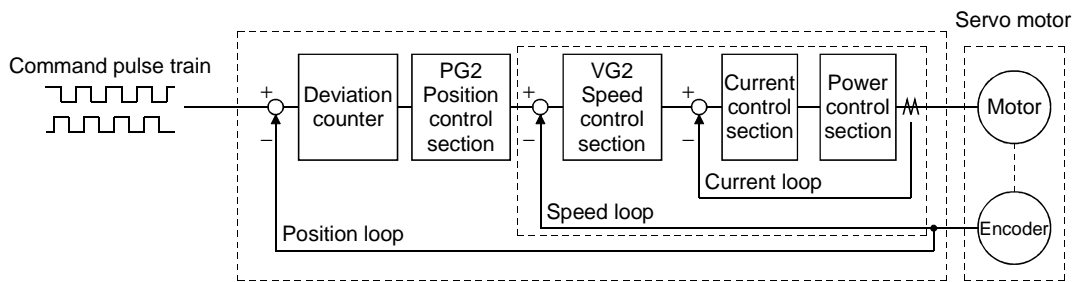 Servo motor
Command pulse train
+
−
Deviation
counter
PG2
Position
control
section
+
−
VG2
Speed
control
section
+
−
Current
control
section
Power
control
section
Motor
Current loop
Speed loop
Position loop
Encoder